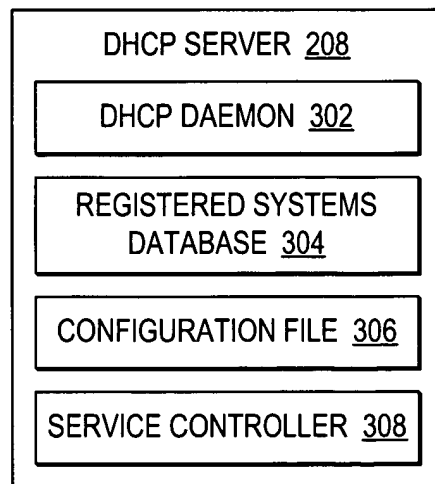 DHCP SERVER 208
DHCP DAEMON 302
REGISTERED SYSTEMS
DATABASE 304
CONFIGURATION FILE 306
SERVICE CONTROLLER 308